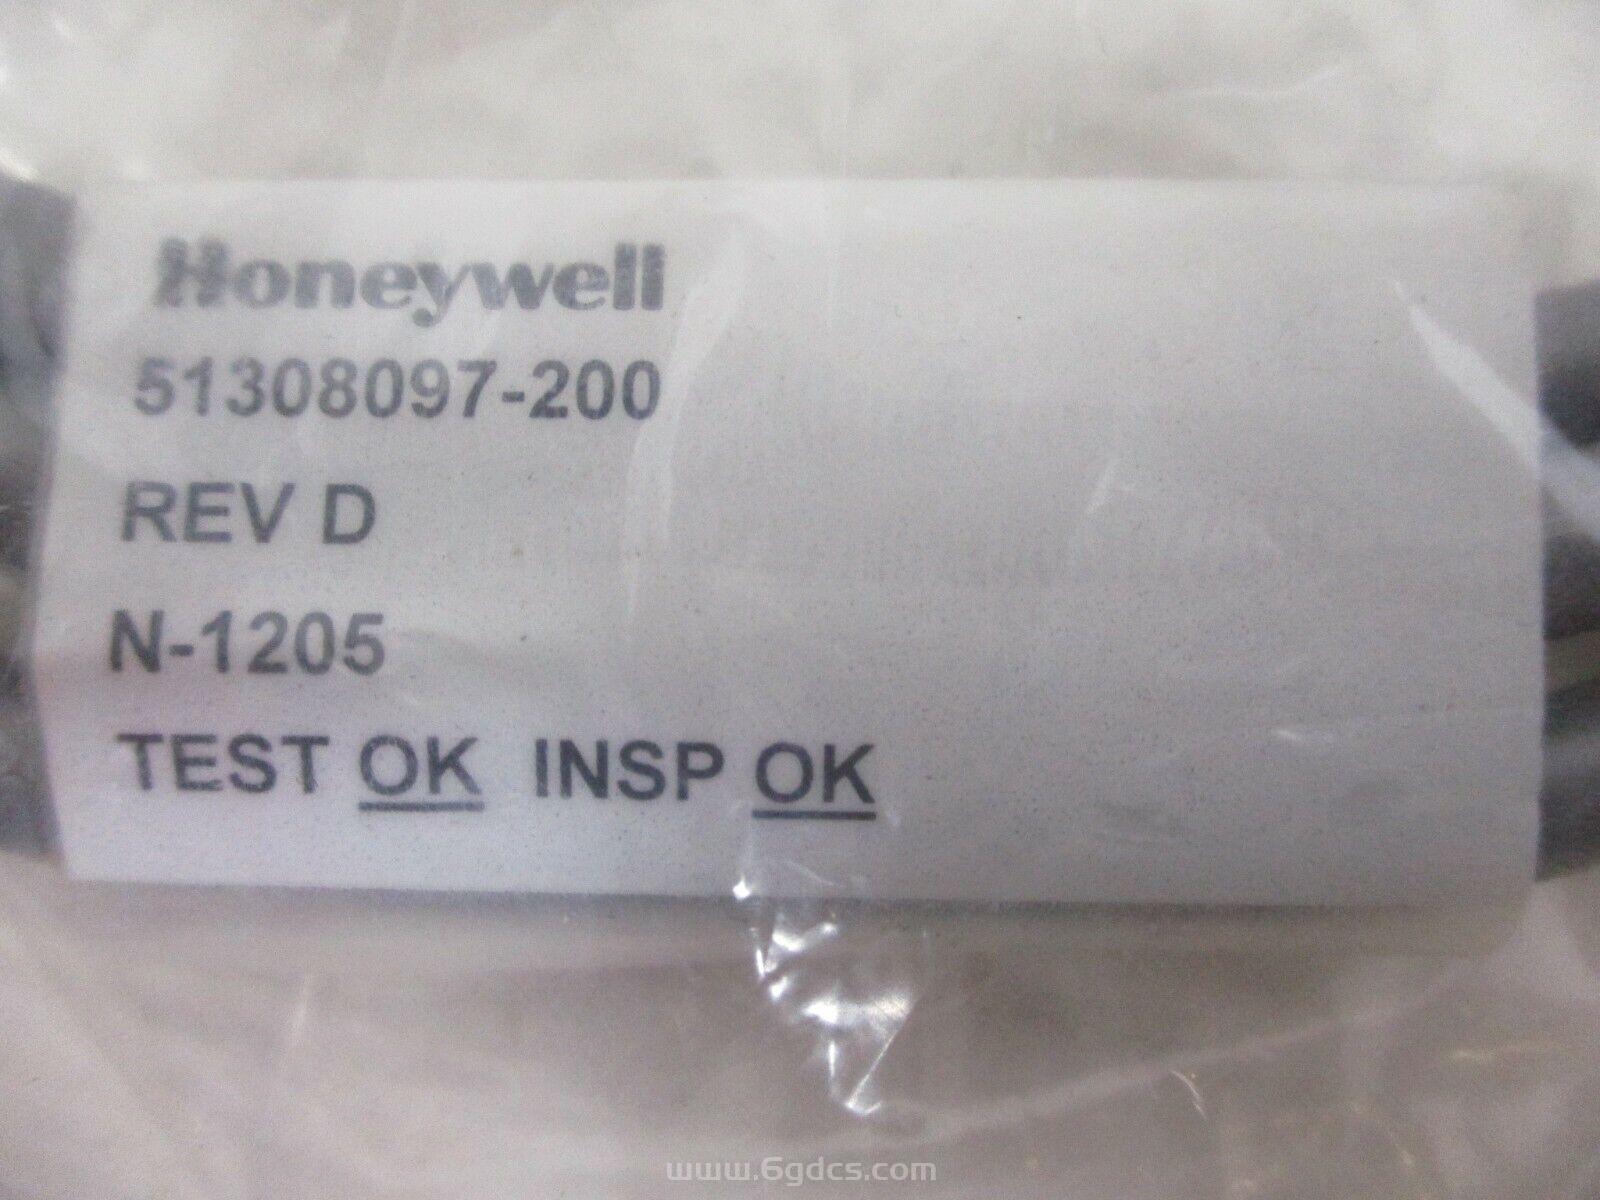 Honeywell
51308097-200
REV D
N-1205
TEST OK INSP OK
www.6gdcs.com